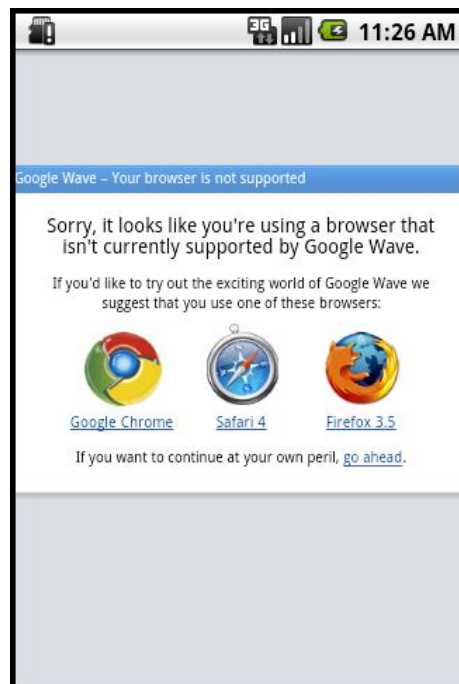 3G 11:26 AM
Google Wave – Your browser is not supported
Sorry, it looks like you're using a browser that
isn't currently supported by Google Wave.
If you'd like to try out the exciting world of Google Wave we
suggest that you use one of these browsers:
Google Chrome Safari 4 Firefox 3.5
If you want to continue at your own peril, go ahead.